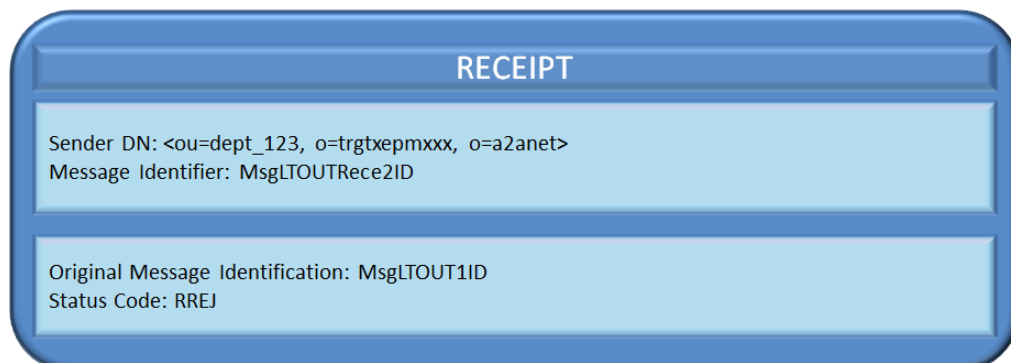 RECEIPT
Sender DN: <ou=dept_123, o=trgtxepmxxx, o=a2anet>
Message Identifier: MsgLTOUTRece2ID
Original Message Identification: MsgLTOUT1ID
Status Code: RREJ